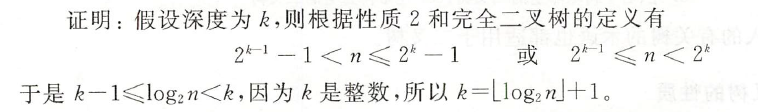 证明：假设深度为 k,则根据性质 2 和完全二叉树的定义有
2^{k-1} - 1 < n ≤ 2^k - 1 或 2^{k-1} ≤ n < 2^k
于是 k-1≤log₂n<k,因为 k 是整数,所以 k=⌊log₂n⌋+1。